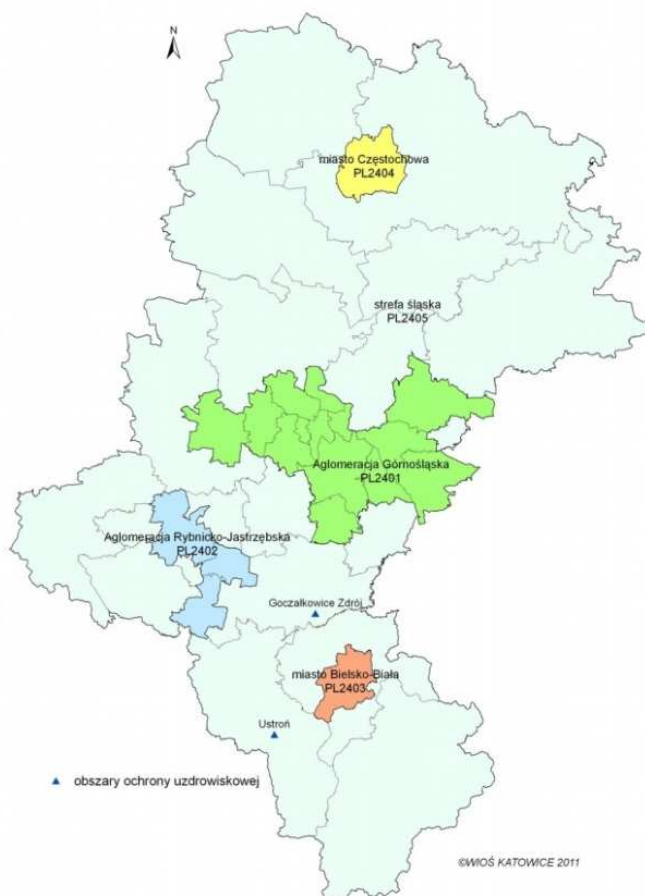 N
miasto Częstochowa
PL2404
strefa śląska
PL2405
Aglomeracja Górnośląska
PL2401
Aglomeracja Rybnicko-Jastrzębska
PL2402
Goczałkowice Zdrój
miasto Bielsko-Biała
PL2403
Ustroń
obszary ochrony uzdrowiskowej
©WIOŚ KATOWICE 2011